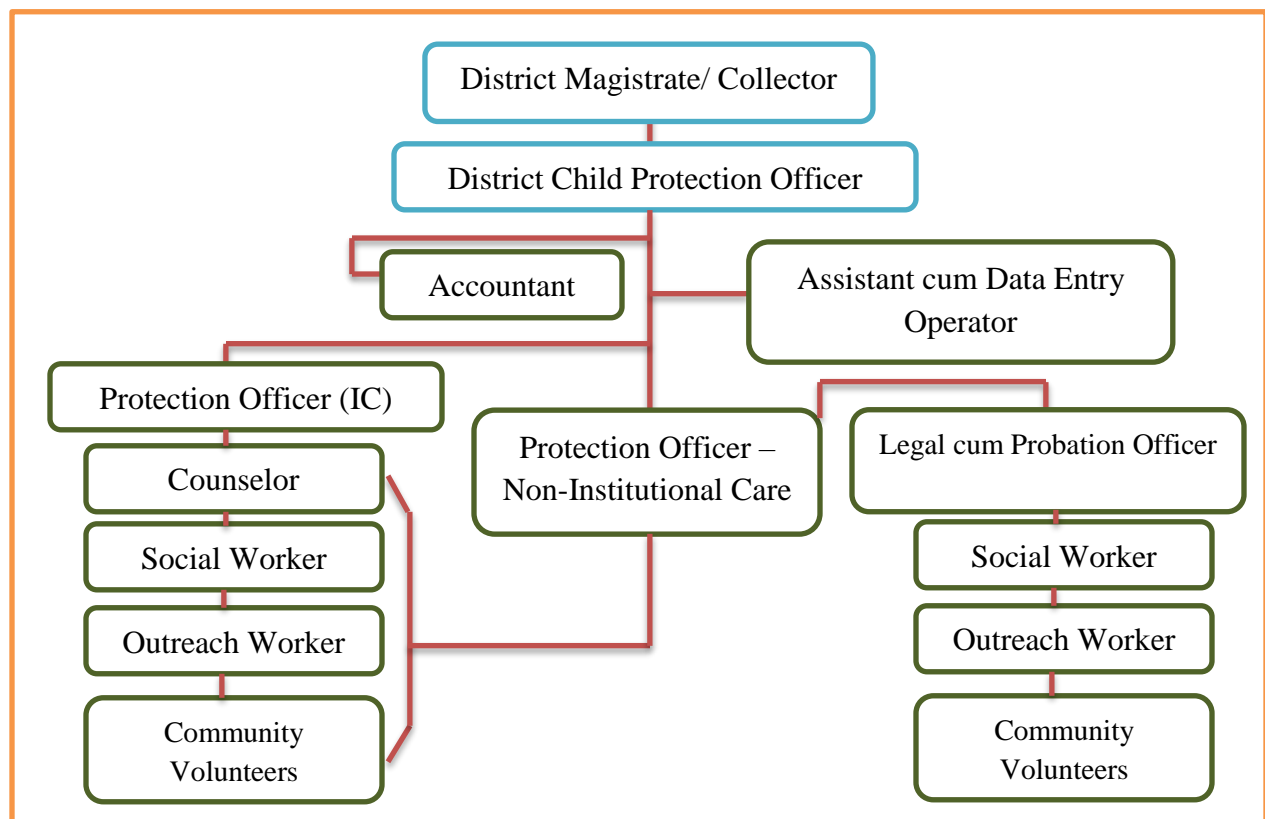 District Magistrate/ Collector
District Child Protection Officer
Accountant
Assistant cum Data Entry
Operator
Protection Officer (IC)
Counselor
Social Worker
Outreach Worker
Community
Volunteers
Protection Officer –
Non-Institutional Care
Legal cum Probation Officer
Social Worker
Outreach Worker
Community
Volunteers